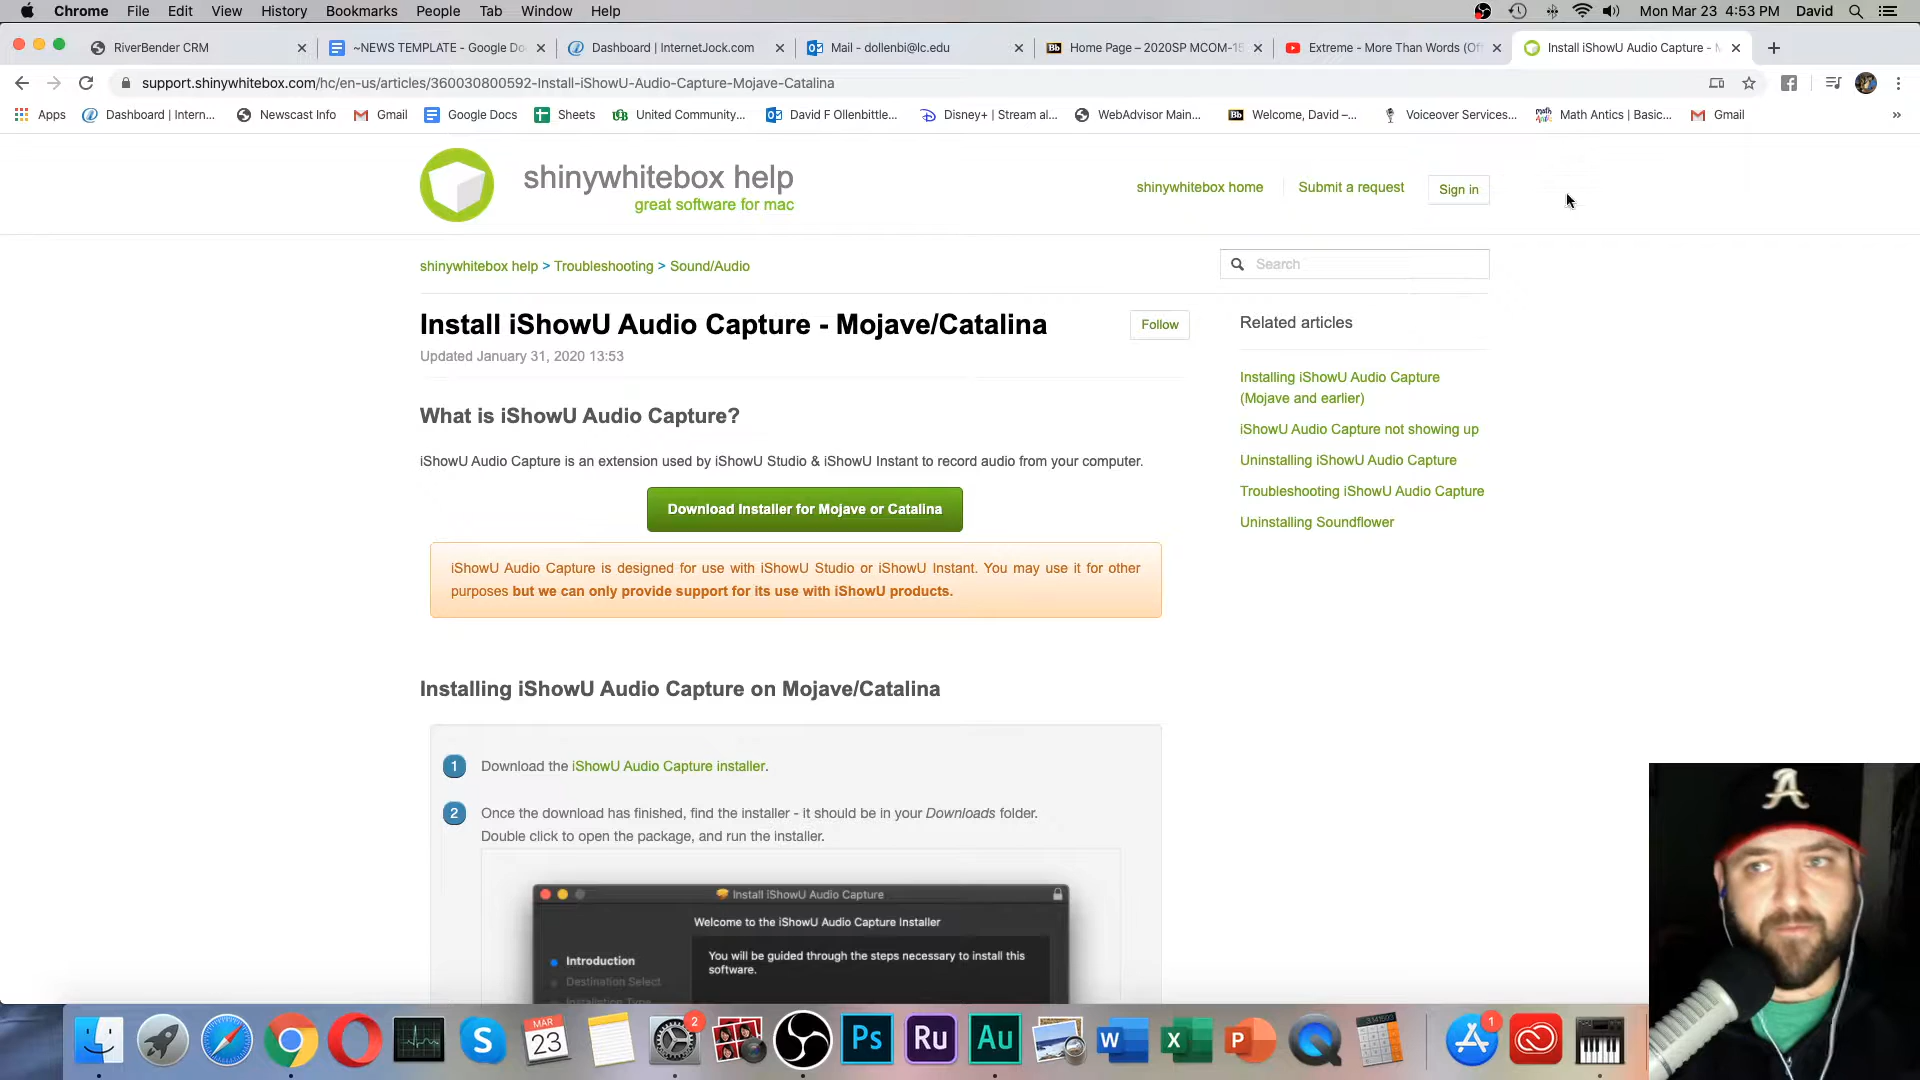 Chrome File Edit View History Bookmarks People Tab Window Help Mon Mar 23 4:53 PM David
RiverBender CRM ~NEWS TEMPLATE - Google Do Dashboard | InternetJock.com Mail - dollenbi@lc.edu Home Page – 2020SP MCOM-15 Extreme - More Than Words (Of Install iShowU Audio Capture - M
support.shinywhitebox.com/hc/en-us/articles/360030800592-Install-iShowU-Audio-Capture-Mojave-Catalina
Apps Dashboard | Intern... Newscast Info Gmail Google Docs Sheets United Community... David F Ollenbittle... Disney+ | Stream al... WebAdvisor Main... Bb Welcome, David –... Voiceover Services... Math Antics | Basic... Gmail »
shinywhitebox help
great software for mac
shinywhitebox home Submit a request Sign in
shinywhitebox help > Troubleshooting > Sound/Audio
Search
Install iShowU Audio Capture - Mojave/Catalina
Follow
Updated January 31, 2020 13:53
Related articles
Installing iShowU Audio Capture
(Mojave and earlier)
iShowU Audio Capture not showing up
Uninstalling iShowU Audio Capture
Troubleshooting iShowU Audio Capture
Uninstalling Soundflower
What is iShowU Audio Capture?
iShowU Audio Capture is an extension used by iShowU Studio & iShowU Instant to record audio from your computer.
Download Installer for Mojave or Catalina
iShowU Audio Capture is designed for use with iShowU Studio or iShowU Instant. You may use it for other
purposes but we can only provide support for its use with iShowU products.
Installing iShowU Audio Capture on Mojave/Catalina
1 Download the iShowU Audio Capture installer.
2 Once the download has finished, find the installer - it should be in your Downloads folder.
Double click to open the package, and run the installer.
Install iShowU Audio Capture
Welcome to the iShowU Audio Capture Installer
You will be guided through the steps necessary to install this
software.
Introduction
Destination Select
Installation Type
A
MAR
23
2
S
Ps
Ru
Au
W
X
P
1